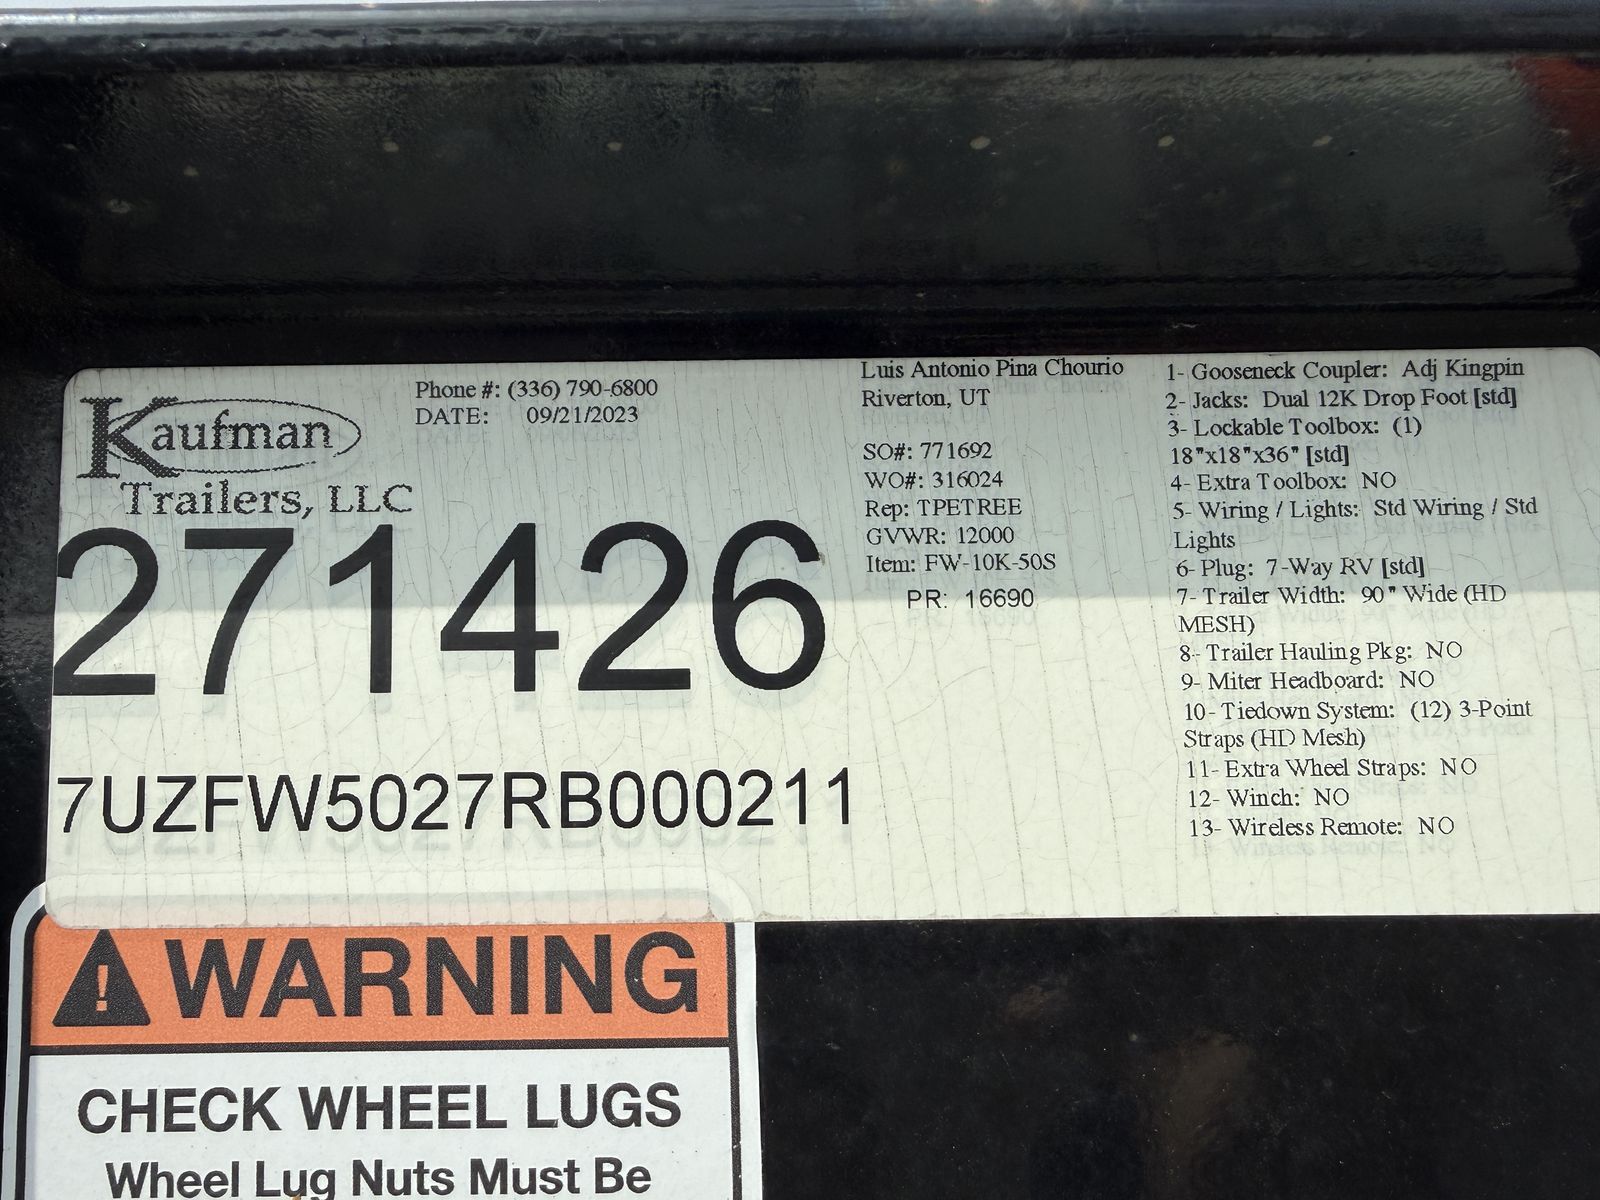 Kaufman
Trailers, LLC
Phone #: (336) 790-6800
DATE: 09/21/2023
271426
7UZFW5027RB000211
Luis Antonio Pina Chourio
Riverton, UT
SO#: 771692
WO#: 316024
Rep: TPETREE
GVWR: 12000
Item: FW-10K-50S
PR: 16690
1- Gooseneck Coupler: Adj Kingpin
2- Jacks: Dual 12K Drop Foot [std]
3- Lockable Toolbox: (1)
18"x18"x36" [std]
4- Extra Toolbox: NO
5- Wiring / Lights: Std Wiring / Std
Lights
6- Plug: 7-Way RV [std]
7- Trailer Width: 90" Wide (HD
MESH)
8- Trailer Hauling Pkg: NO
9- Miter Headboard: NO
10- Tiedown System: (12) 3-Point
Straps (HD Mesh)
11- Extra Wheel Straps: NO
12- Winch: NO
13- Wireless Remote: NO
WARNING
CHECK WHEEL LUGS
Wheel Lug Nuts Must Be